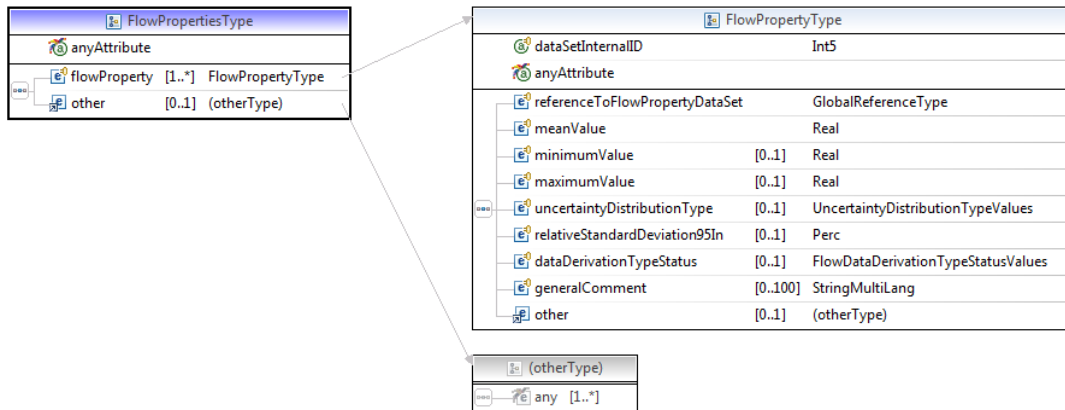 FlowPropertiesType
anyAttribute
flowProperty [1..*] FlowPropertyType
other [0..1] (otherType)
FlowPropertyType
dataSetInternalID Int5
anyAttribute
referenceToFlowPropertyDataSet GlobalReferenceType
meanValue Real
minimumValue [0..1] Real
maximumValue [0..1] Real
uncertaintyDistributionType [0..1] UncertaintyDistributionTypeValues
relativeStandardDeviation95In [0..1] Perc
dataDerivationTypeStatus [0..1] FlowDataDerivationTypeStatusValues
generalComment [0..100] StringMultiLang
other [0..1] (otherType)
(otherType)
any [1..*]